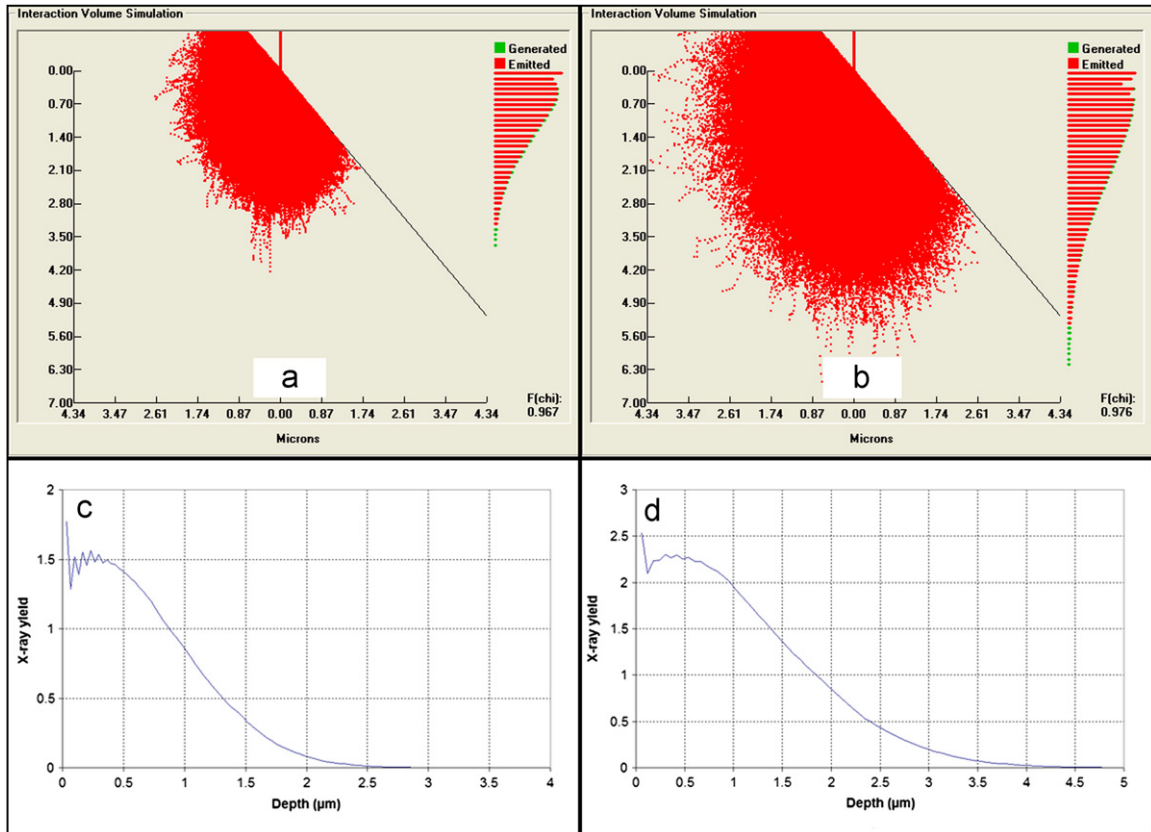 Interaction Volume Simulation
Generated
Emitted
0.00
0.70
1.40
2.10
2.80
3.50
4.20
4.90
5.60
6.30
7.00
a
F(chi):
0.967
4.34 3.47 2.61 1.74 0.87 0.00 0.87 1.74 2.61 3.47 4.34
Microns
Interaction Volume Simulation
Generated
Emitted
0.00
0.70
1.40
2.10
2.80
3.50
4.20
4.90
5.60
6.30
7.00
b
F(chi):
0.976
4.34 3.47 2.61 1.74 0.87 0.00 0.87 1.74 2.61 3.47 4.34
Microns
c
X-ray yield
2
1.5
1
0.5
0
0 0.5 1 1.5 2 2.5 3 3.5 4
Depth (µm)
d
X-ray yield
3
2.5
2
1.5
1
0.5
0
0 0.5 1 1.5 2 2.5 3 3.5 4 4.5 5
Depth (µm)